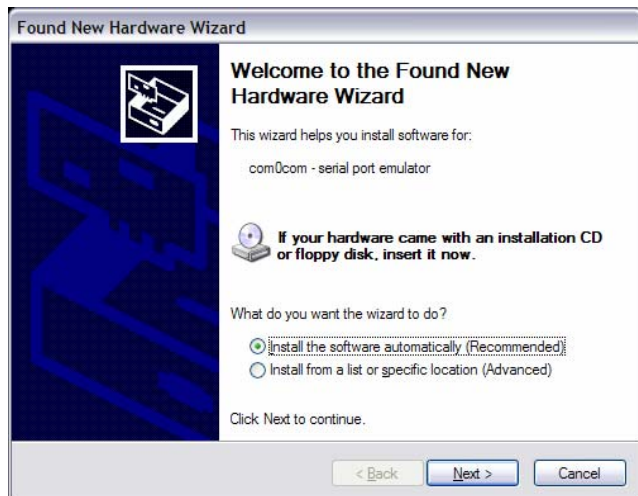 Found New Hardware Wizard
Welcome to the Found New
Hardware Wizard
This wizard helps you install software for:
com0com - serial port emulator
If your hardware came with an installation CD
or floppy disk, insert it now.
What do you want the wizard to do?
Install the software automatically (Recommended)
Install from a list or specific location (Advanced)
Click Next to continue.
< Back
Next >
Cancel